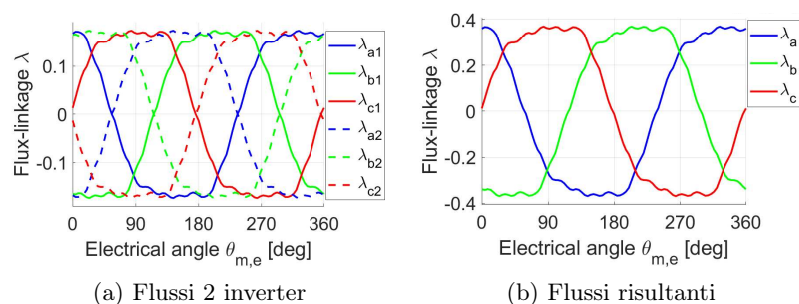 Flux-linkage λ
0.1
0
-0.1
0 90 180 270 360
Electrical angle θm,e [deg]
λa1
λb1
λc1
λa2
λb2
λc2
(a) Flussi 2 inverter
Flux-linkage λ
0.4
0.2
0
-0.2
-0.4
0 90 180 270 360
Electrical angle θm,e [deg]
λa
λb
λc
(b) Flussi risultanti